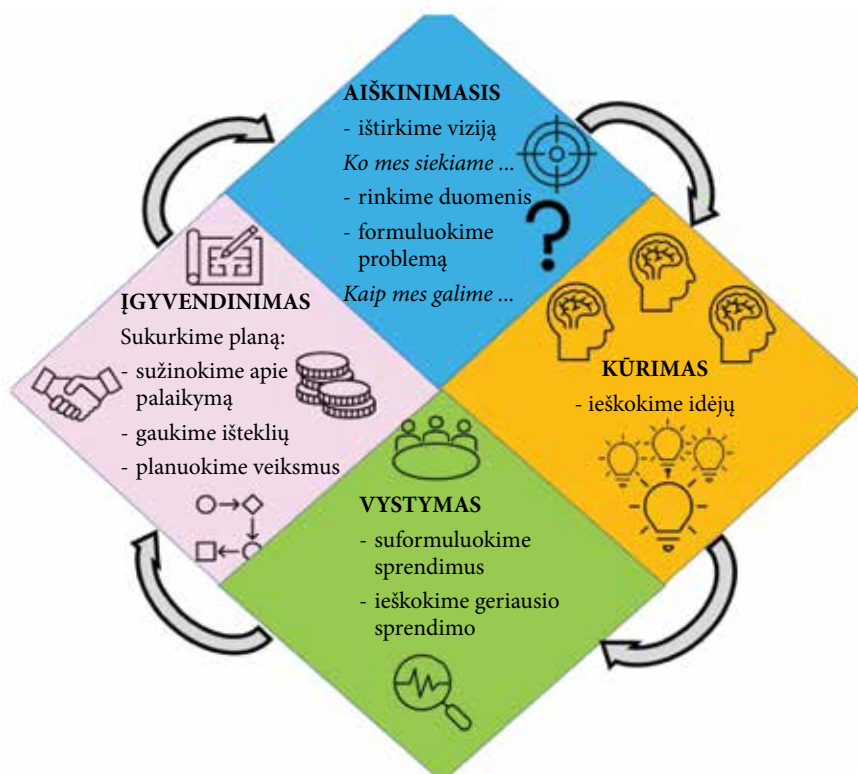 AIŠKINIMASIS
- ištirkime viziją
Ko mes siekiame ...
- rinkime duomenis
- formuluokime
problemą
Kaip mes galime ...
KŪRIMAS
- ieškokime idėjų
VYSTYMAS
- suformuluokime
sprendimus
- ieškokime geriausio
sprendimo
ĮGYVENDINIMAS
Sukurkime planą:
- sužinokime apie
palaikymą
- gaukime išteklių
- planuokime veiksmus